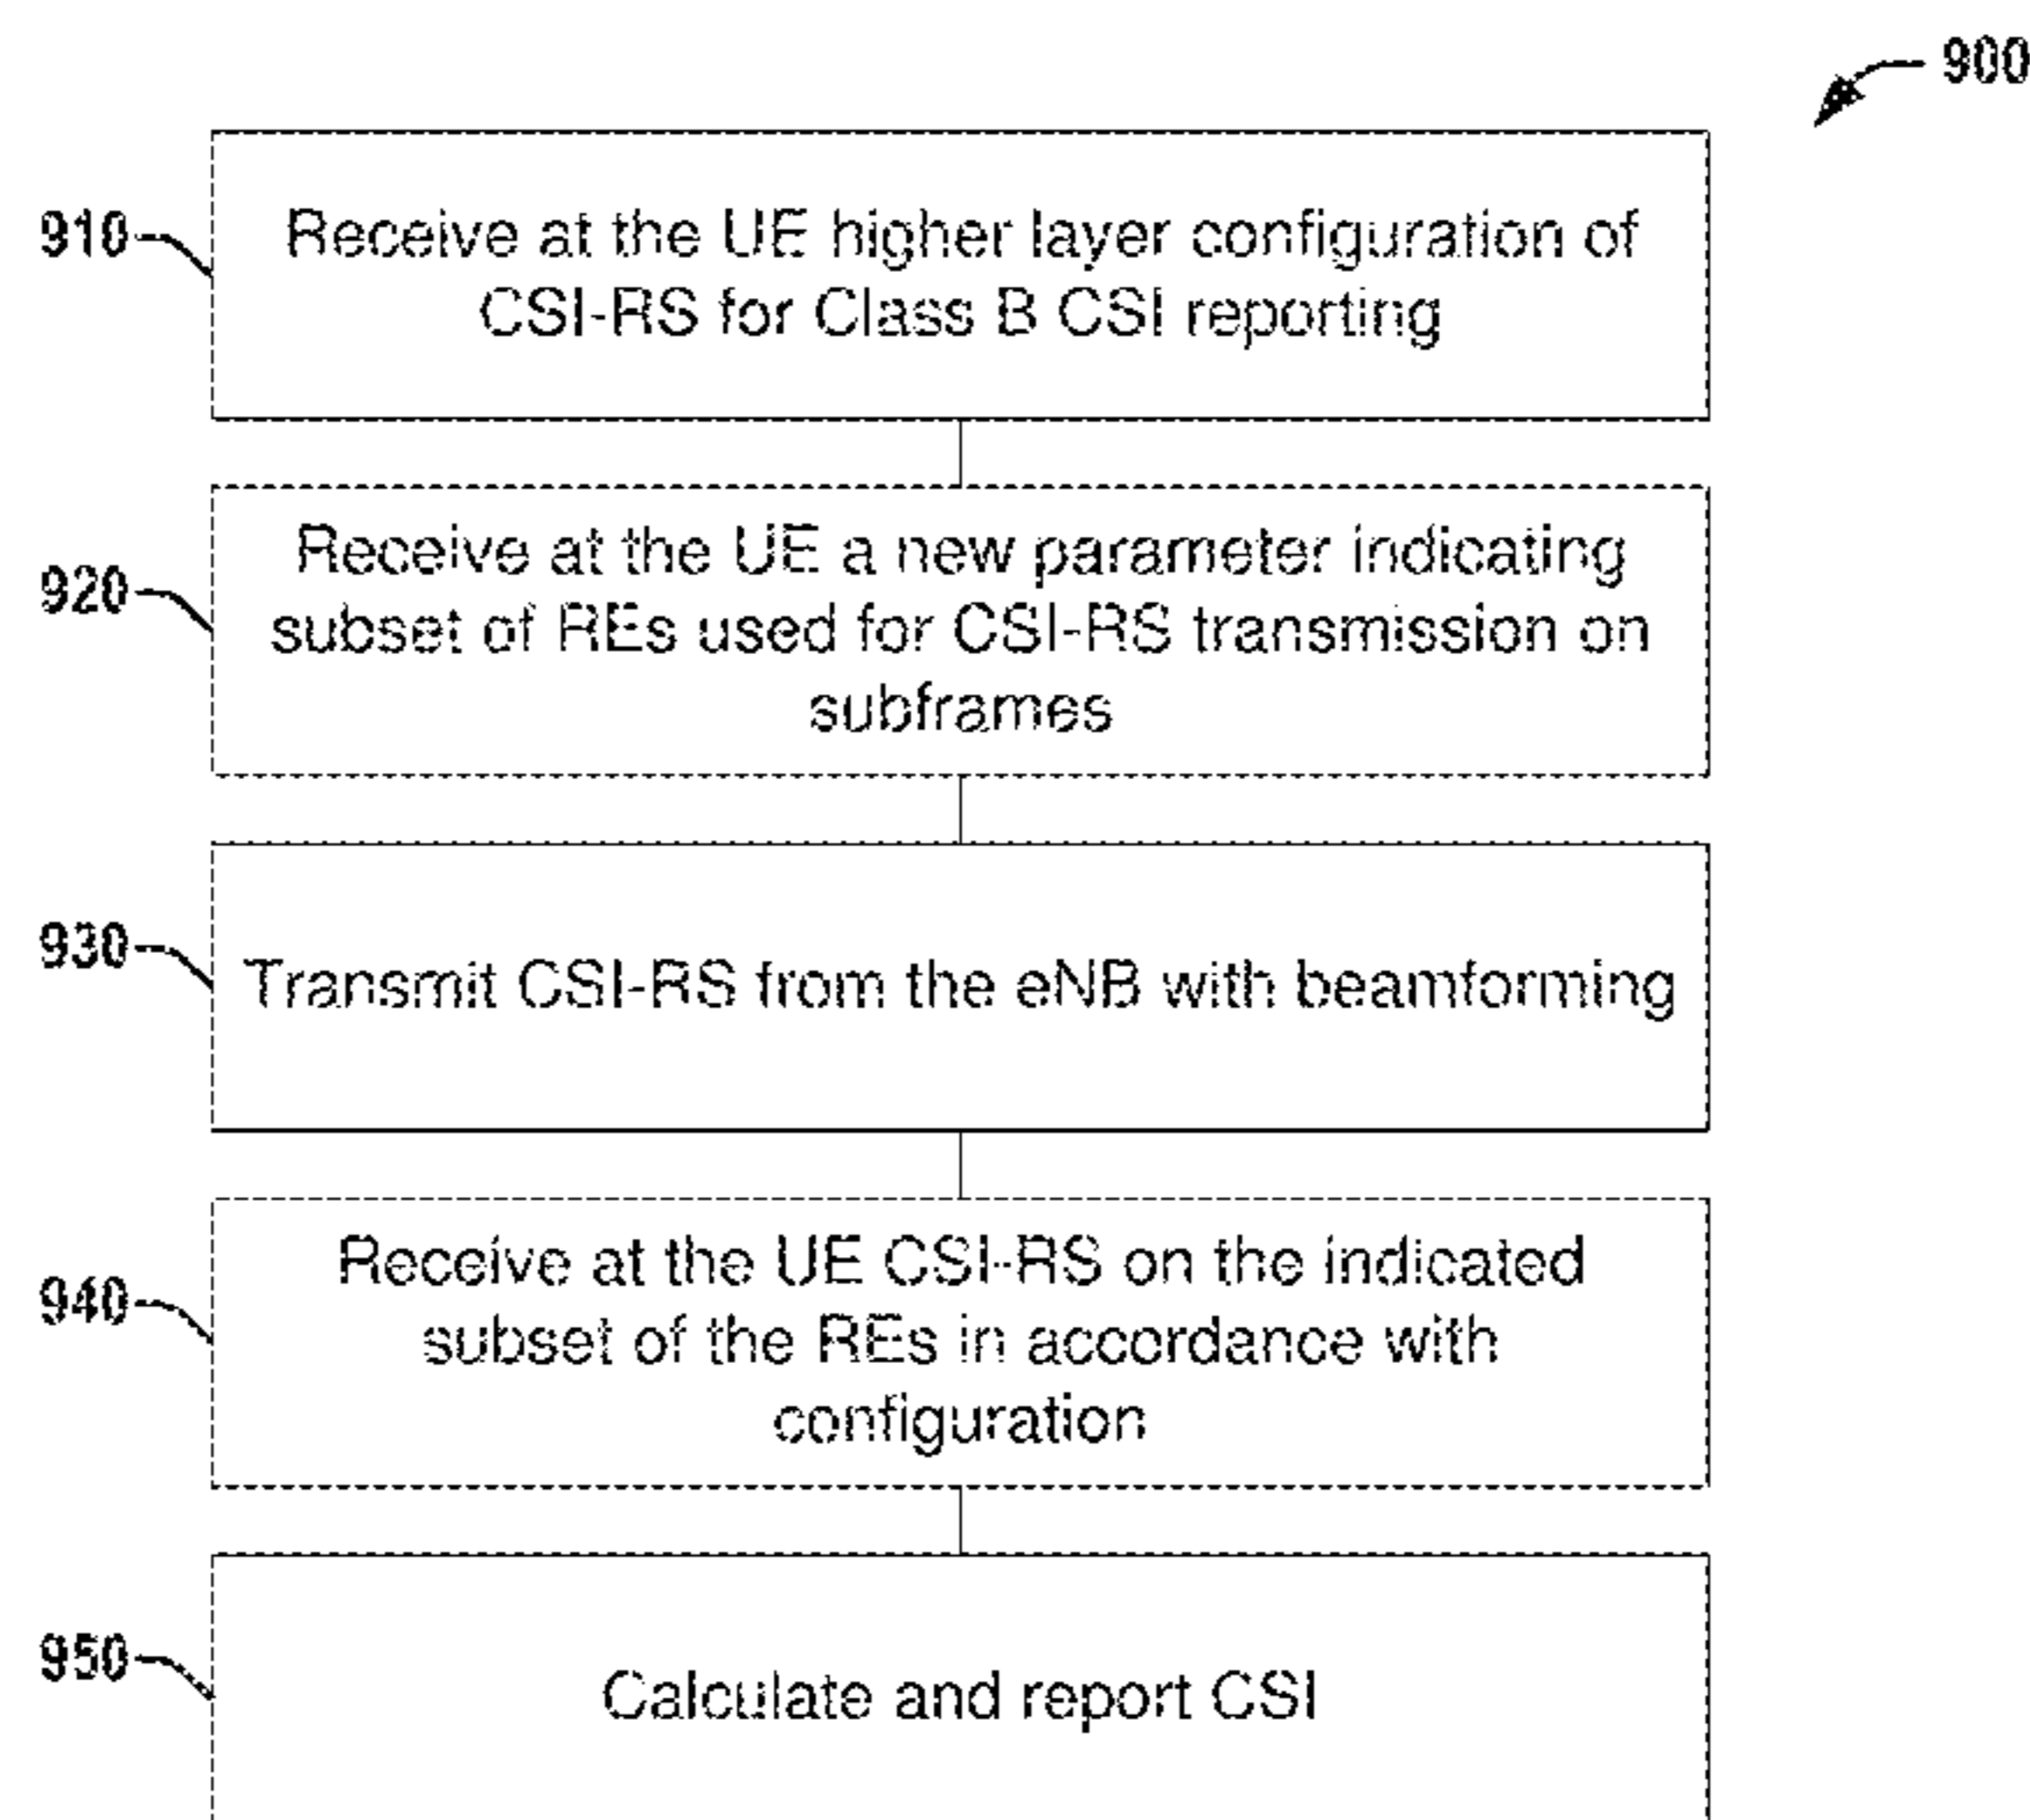 900
910
Receive at the UE higher layer configuration of
CSI-RS for Class B CSI reporting
920
Receive at the UE a new parameter indicating
subset of REs used for CSI-RS transmission on
subframes
930
Transmit CSI-RS from the eNB with beamforming
940
Receive at the UE CSI-RS on the indicated
subset of the REs in accordance with
configuration
950
Calculate and report CSI